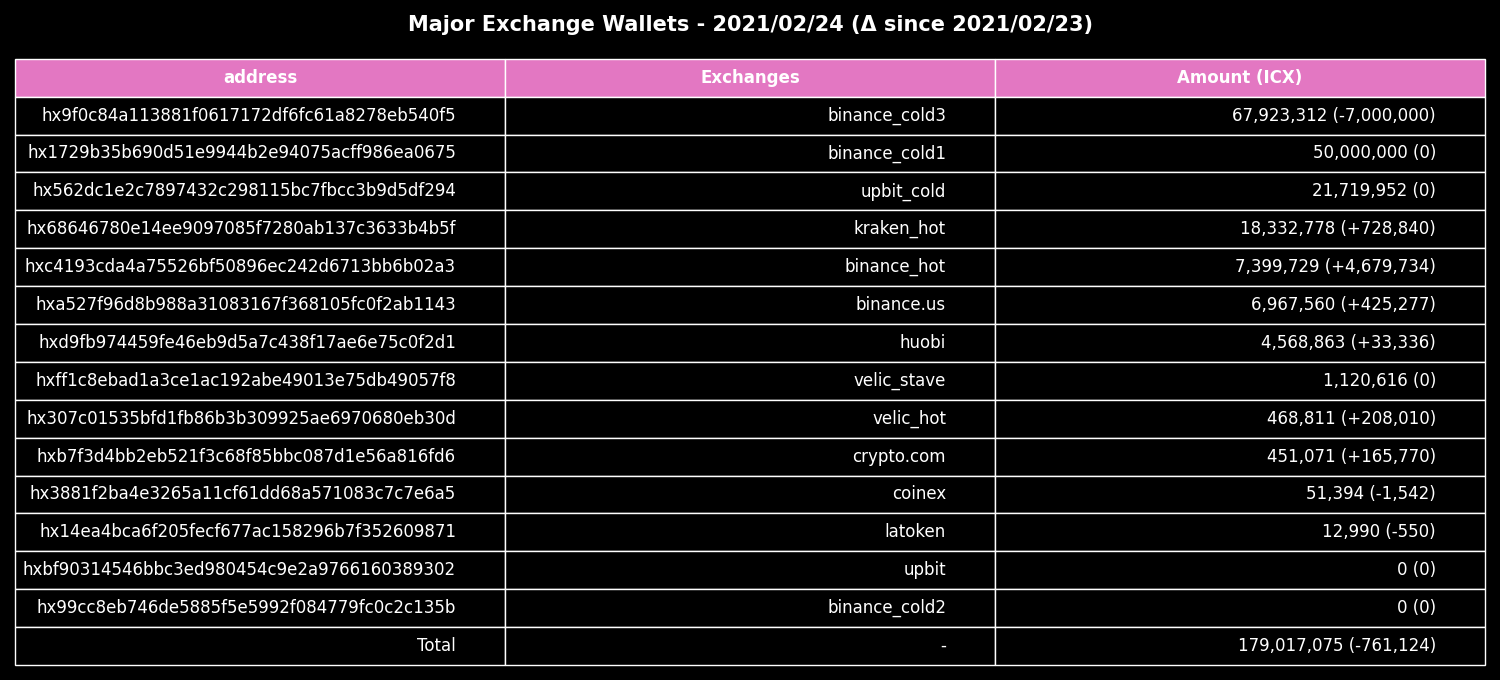 Major Exchange Wallets - 2021/02/24 (Δ since 2021/02/23)
address Exchanges Amount (ICX)
hx9f0c84a113881f0617172df6fc61a8278eb540f5 binance_cold3 67,923,312 (-7,000,000)
hx1729b35b690d51e9944b2e94075acff986ea0675 binance_cold1 50,000,000 (0)
hx562dc1e2c7897432c298115bc7fbcc3b9d5df294 upbit_cold 21,719,952 (0)
hx68646780e14ee9097085f7280ab137c3633b4b5f kraken_hot 18,332,778 (+728,840)
hxc4193cda4a75526bf50896ec242d6713bb6b02a3 binance_hot 7,399,729 (+4,679,734)
hxa527f96d8b988a31083167f368105fc0f2ab1143 binance.us 6,967,560 (+425,277)
hxd9fb974459fe46eb9d5a7c438f17ae6e75c0f2d1 huobi 4,568,863 (+33,336)
hxff1c8ebad1a3ce1ac192abe49013e75db49057f8 velic_stave 1,120,616 (0)
hx307c01535bfd1fb86b3b309925ae6970680eb30d velic_hot 468,811 (+208,010)
hxb7f3d4bb2eb521f3c68f85bbc087d1e56a816fd6 crypto.com 451,071 (+165,770)
hx3881f2ba4e3265a11cf61dd68a571083c7c7e6a5 coinex 51,394 (-1,542)
hx14ea4bca6f205fecf677ac158296b7f352609871 latoken 12,990 (-550)
hxbf90314546bbc3ed980454c9e2a9766160389302 upbit 0 (0)
hx99cc8eb746de5885f5e5992f084779fc0c2c135b binance_cold2 0 (0)
Total - 179,017,075 (-761,124)